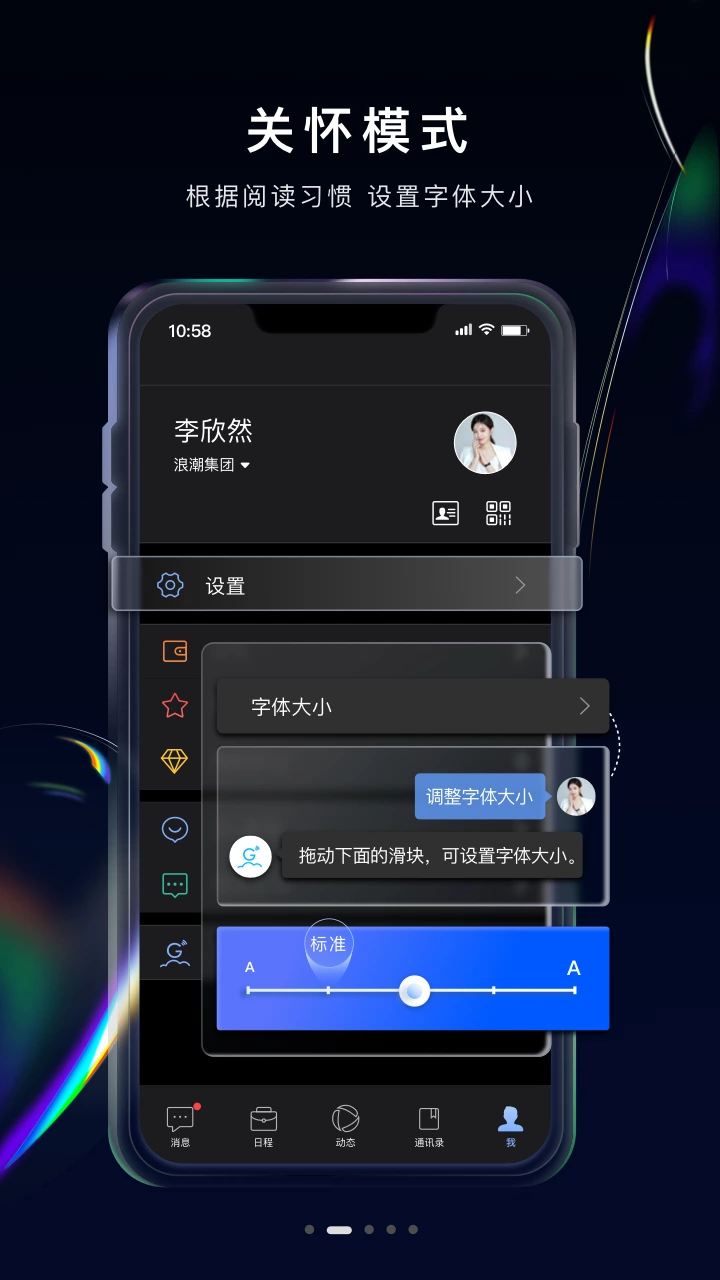 关怀模式
根据阅读习惯 设置字体大小
10:58
李欣然
浪潮集团
设置
字体大小
调整字体大小
G
拖动下面的滑块，可设置字体大小。
标准
A
A
G
消息
日程
动态
通讯录
我